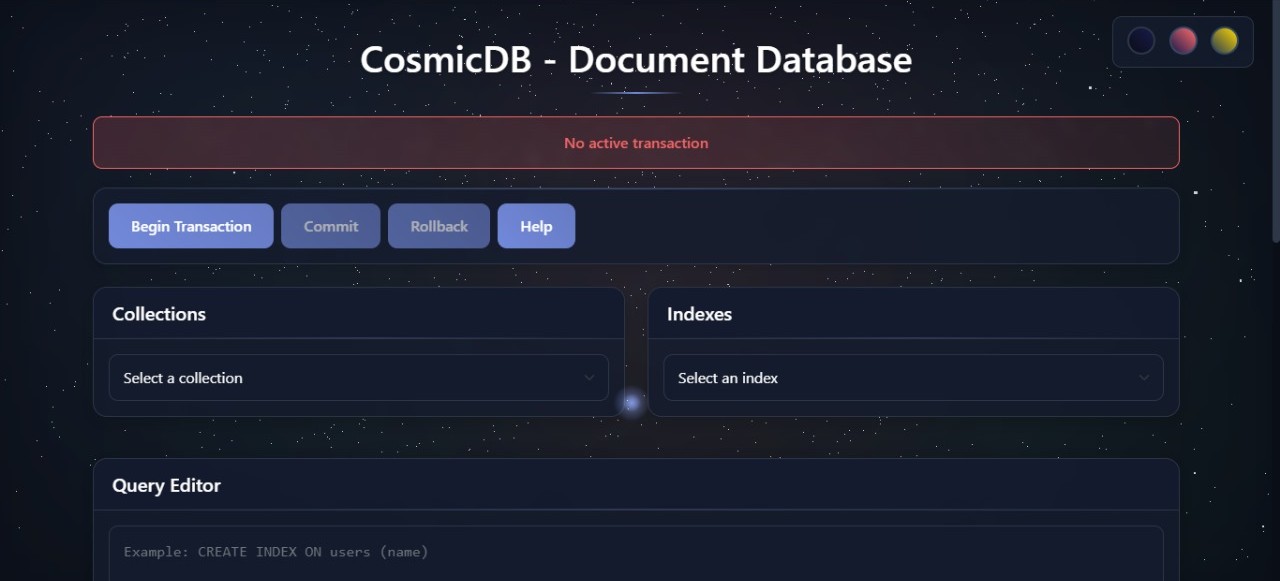 CosmicDB - Document Database
No active transaction
Begin Transaction
Commit
Rollback
Help
Collections
Indexes
Select a collection
Select an index
Query Editor
Example: CREATE INDEX ON users (name)